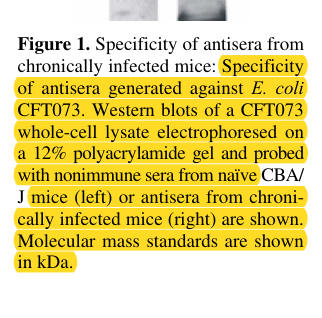 Figure 1. Specificity of antisera from
chronically infected mice: Specificity
of antisera generated against E. coli
CFT073. Western blots of a CFT073
whole-cell lysate electrophoresed on
a 12% polyacrylamide gel and probed
with nonimmune sera from naïve CBA/
J mice (left) or antisera from chroni-
cally infected mice (right) are shown.
Molecular mass standards are shown
in kDa.